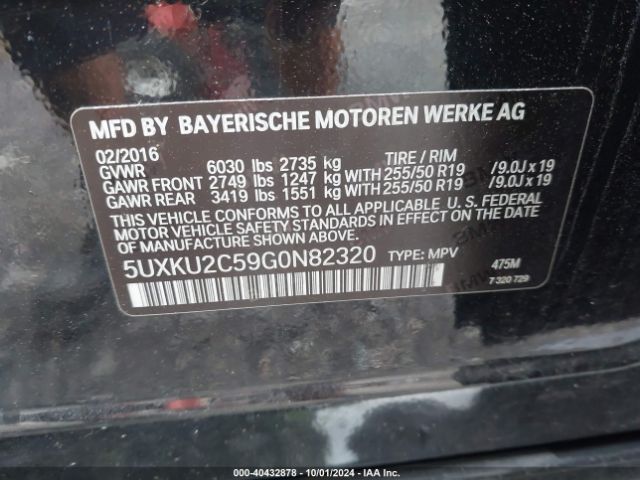 MFD BY BAYERISCHE MOTOREN WERKE AG
02/2016 TIRE / RIM
GVWR 6030 lbs 2735 kg
GAWR FRONT 2749 lbs 1247 kg WITH 255/50 R19 /9.0J x 19
GAWR REAR 3419 lbs 1551 kg WITH 255/50 R19 /9.0J x 19
THIS VEHICLE CONFORMS TO ALL APPLICABLE U. S. FEDERAL
MOTOR VEHICLE SAFETY STANDARDS IN EFFECT ON THE
DATE OF MANUFACTURE SHOWN ABOVE.
5UXKU2C59G0N82320 TYPE: MPV 475M
7 320 729
000-40432878 - 10/01/2024 - IAA Inc.